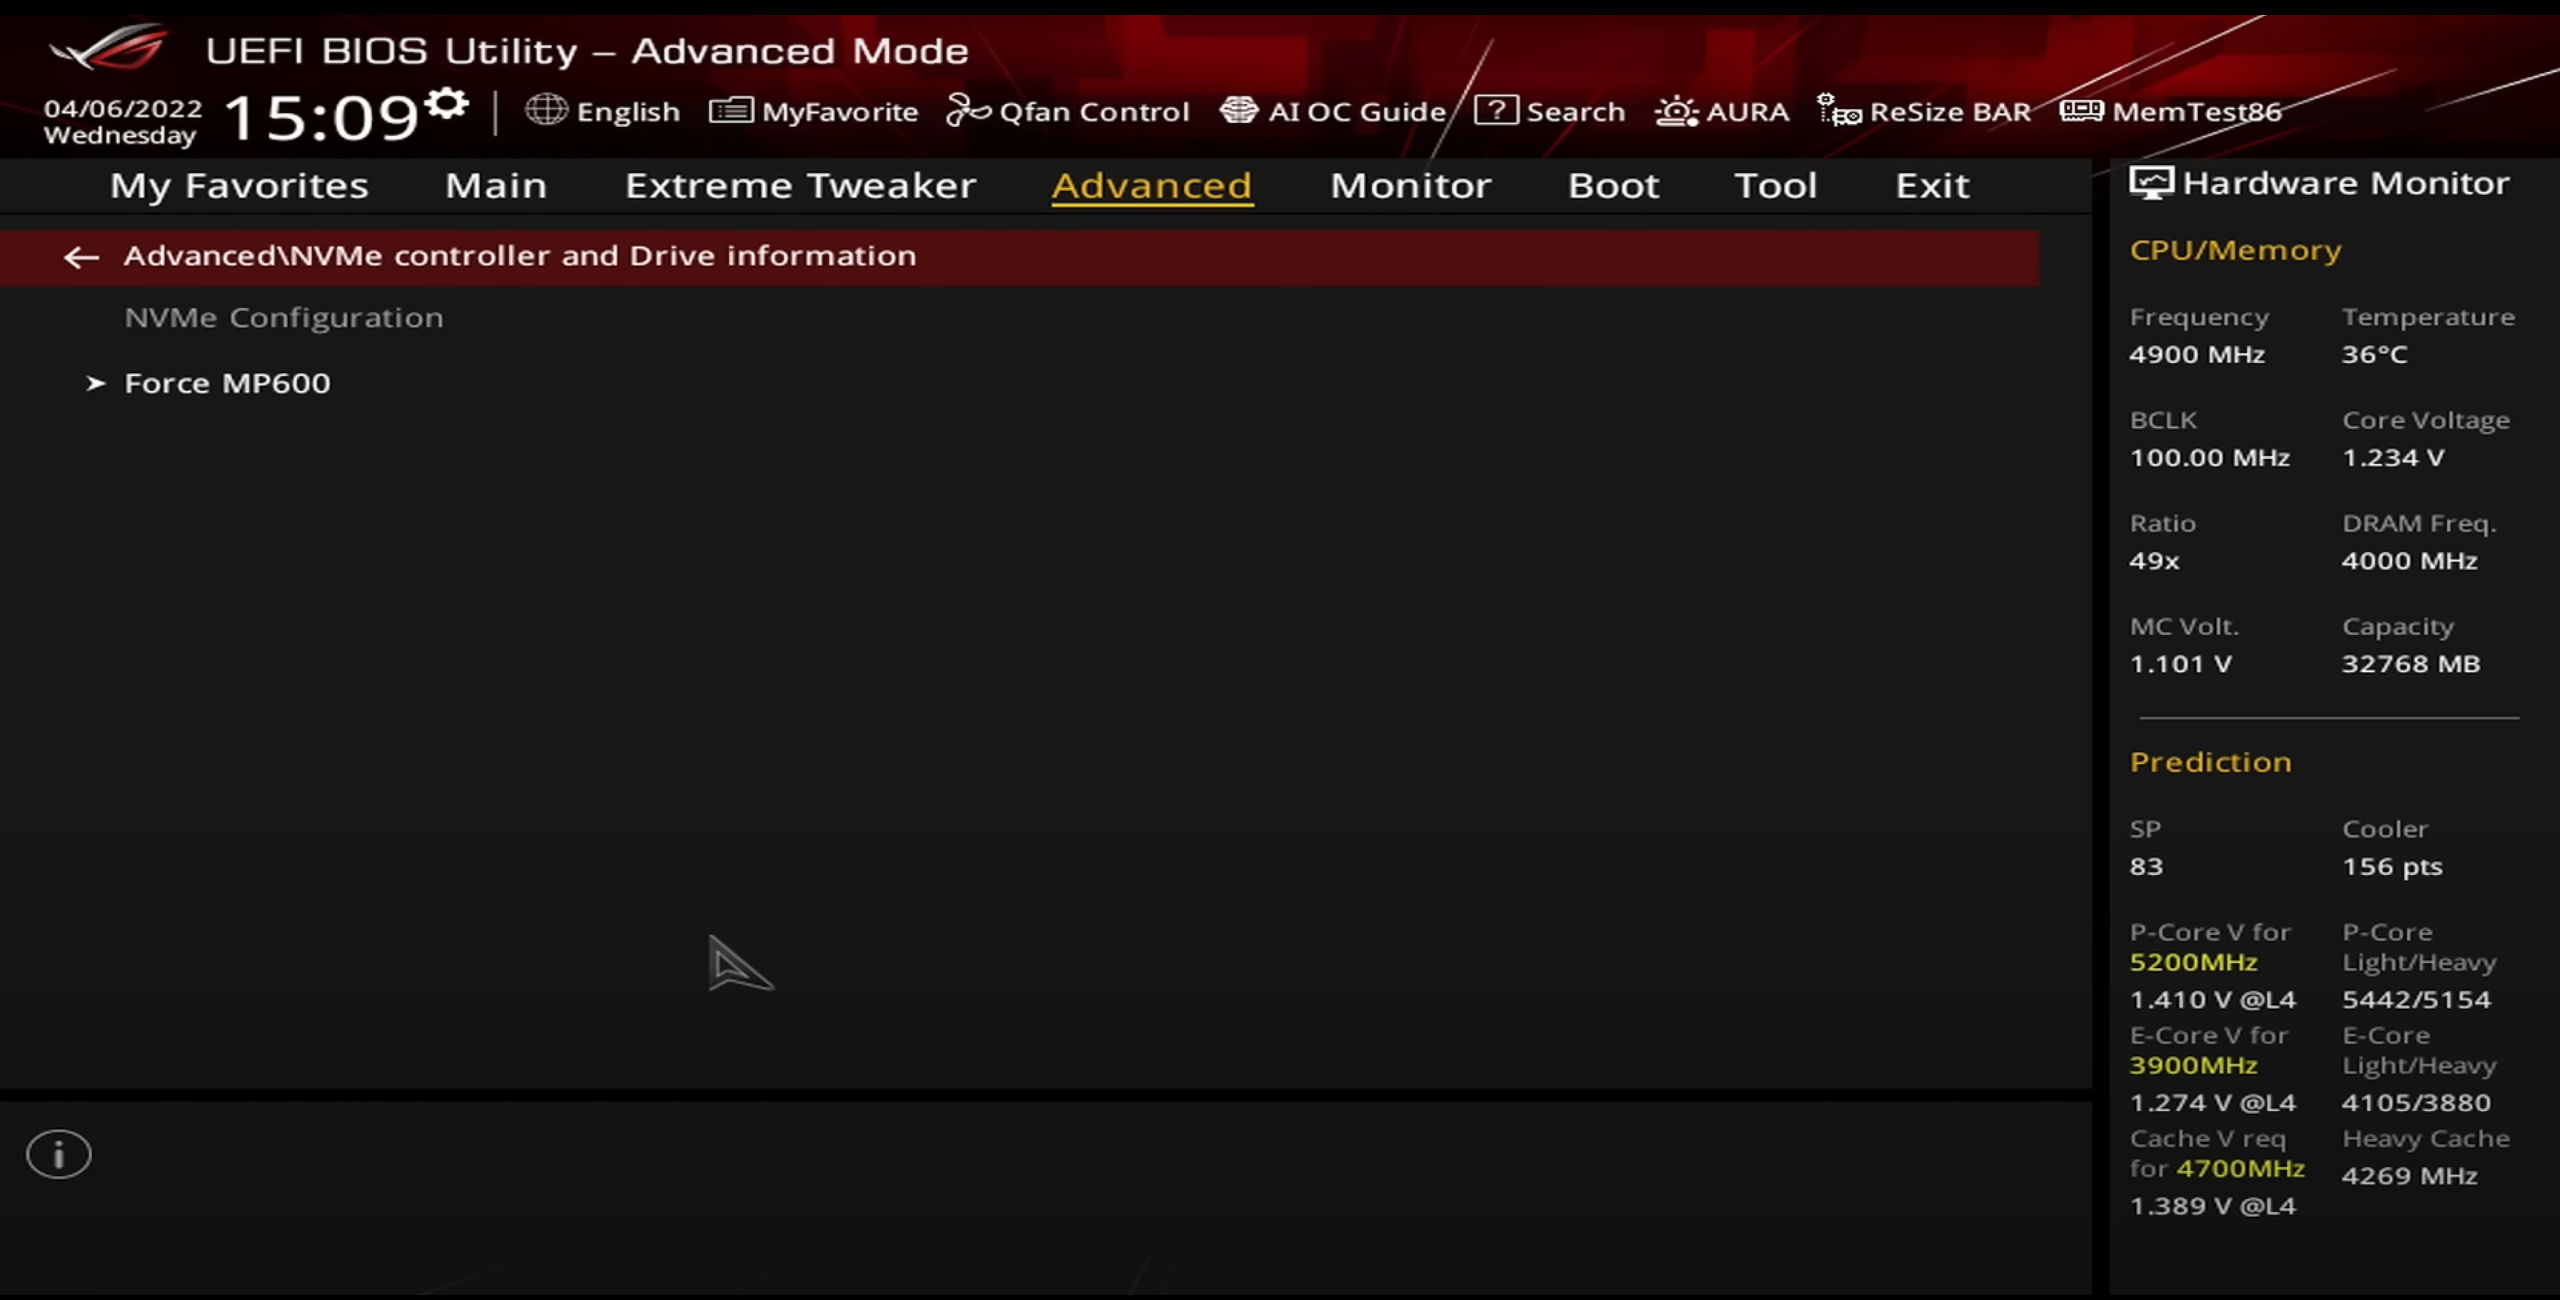 UEFI BIOS Utility – Advanced Mode
04/06/2022
Wednesday
15:09
English
MyFavorite
Qfan Control
AI OC Guide
? Search
AURA
ReSize BAR
MemTest86
My Favorites
Main
Extreme Tweaker
Advanced
Monitor
Boot
Tool
Exit
← Advanced\NVMe controller and Drive information
NVMe Configuration
➤ Force MP600
i
Hardware Monitor
CPU/Memory
Frequency Temperature
4900 MHz 36°C
BCLK Core Voltage
100.00 MHz 1.234 V
Ratio DRAM Freq.
49x 4000 MHz
MC Volt. Capacity
1.101 V 32768 MB
Prediction
SP Cooler
83 156 pts
P-Core V for P-Core
5200MHz Light/Heavy
1.410 V @L4 5442/5154
E-Core V for E-Core
3900MHz Light/Heavy
1.274 V @L4 4105/3880
Cache V req Heavy Cache
for 4700MHz 4269 MHz
1.389 V @L4